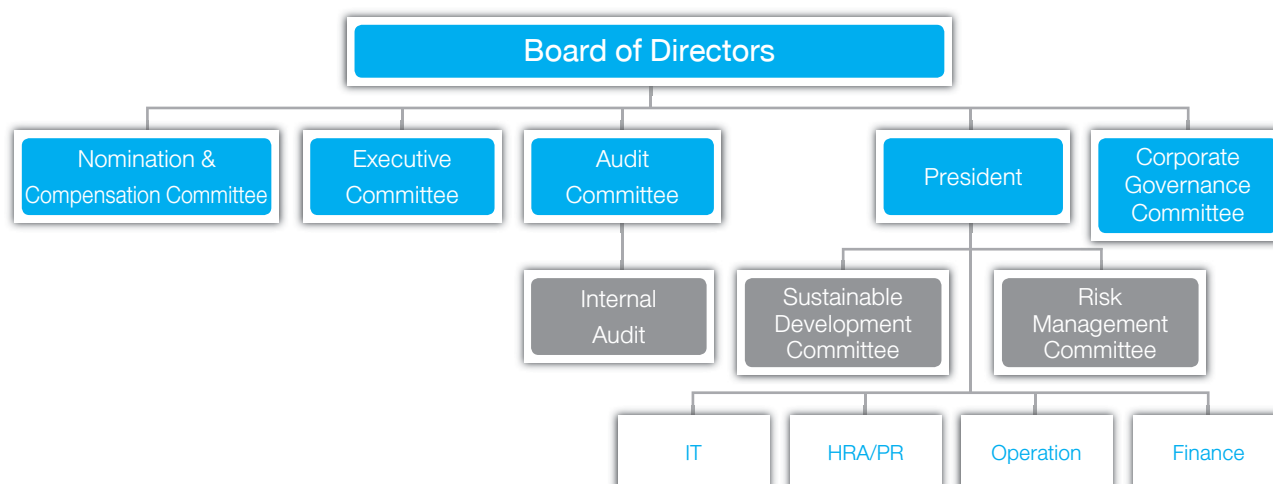 Board of Directors
Nomination &
Compensation Committee
Executive
Committee
Audit
Committee
President
Corporate
Governance
Committee
Internal
Audit
Sustainable
Development
Committee
Risk
Management
Committee
IT
HRA/PR
Operation
Finance